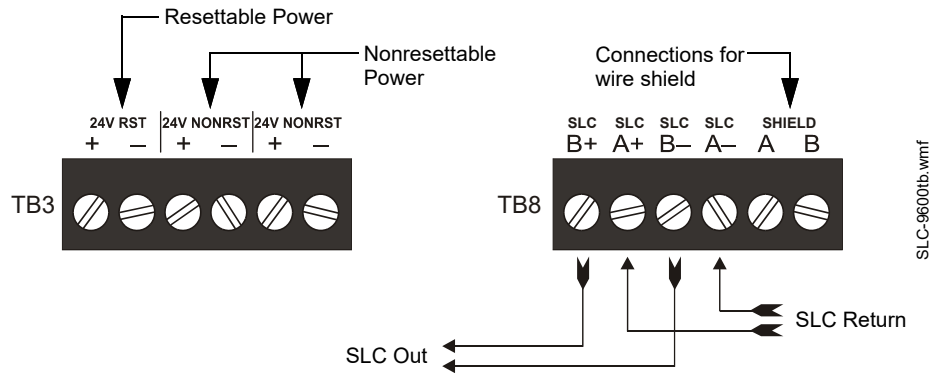 Resettable Power
Nonresettable
Power
Connections for
wire shield
24V RST 24V NONRST 24V NONRST
+ – + – + –
SLC SLC SLC SLC SHIELD
B+ A+ B– A– A B
TB3
TB8
SLC Return
SLC Out
SLC-9600tb.wmf